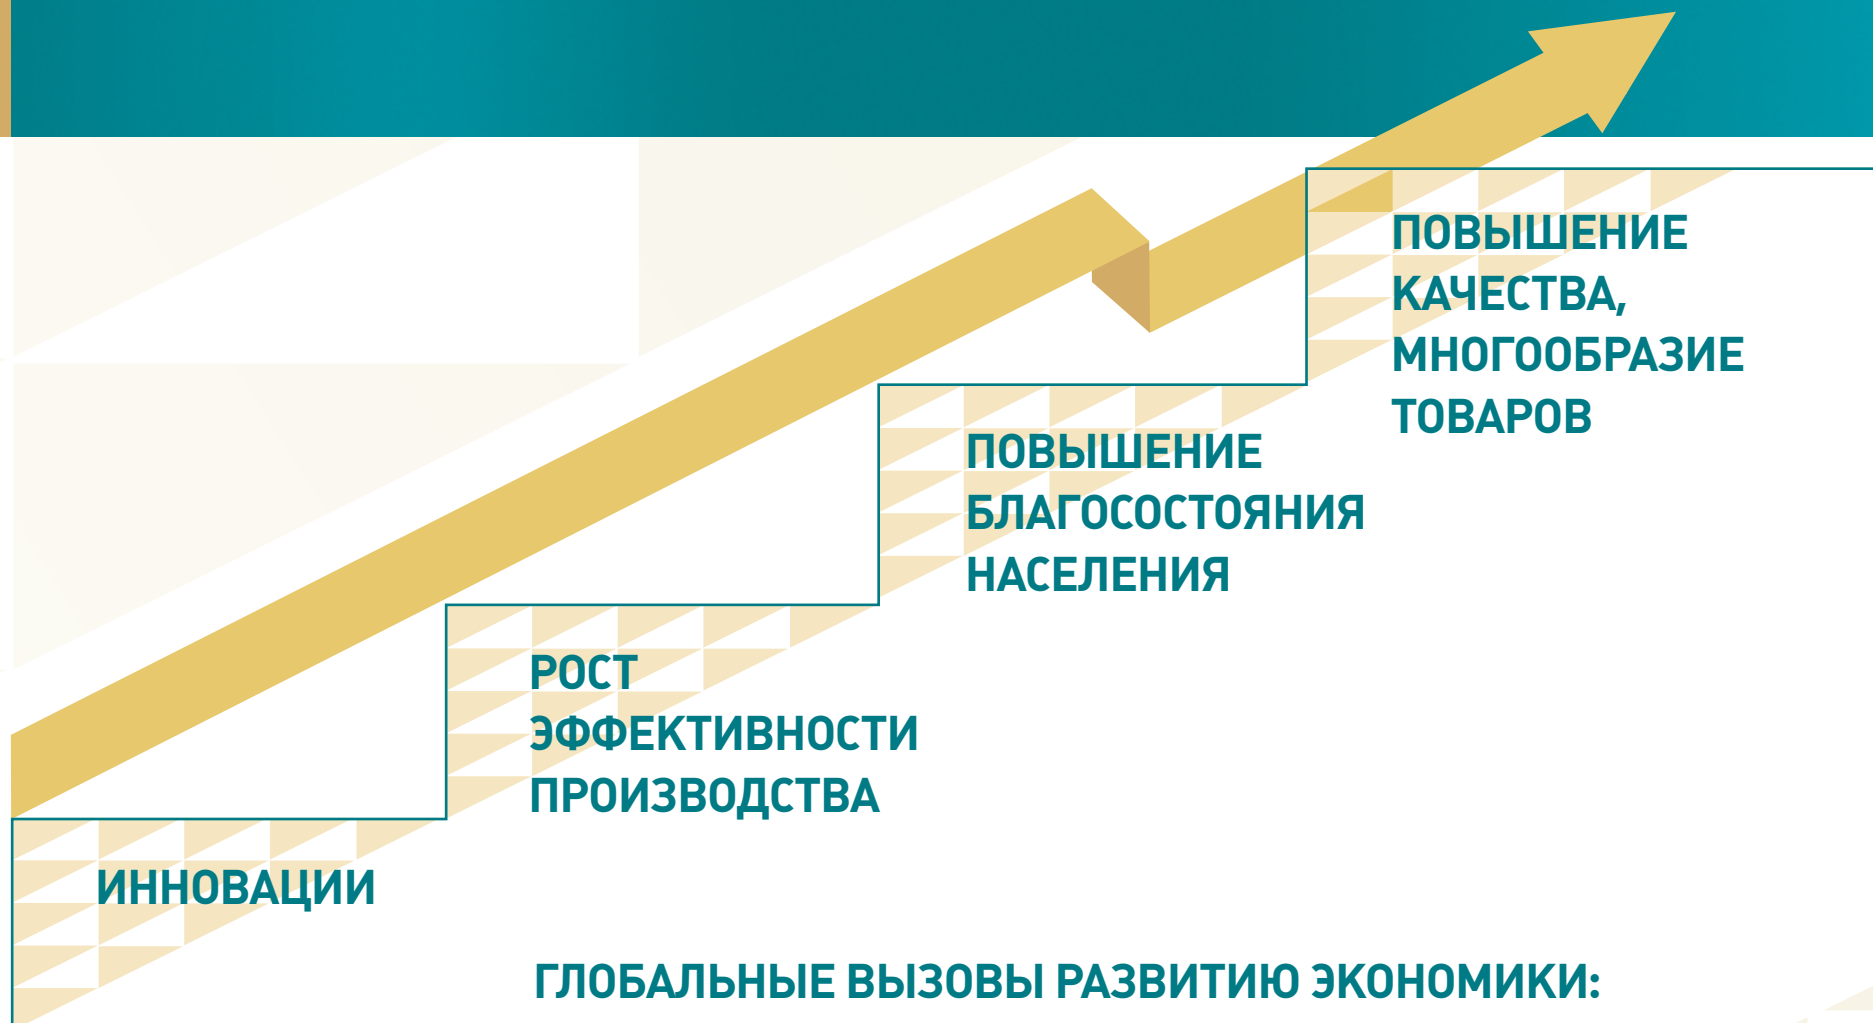 ПОВЫШЕНИЕ
КАЧЕСТВА,
МНОГООБРАЗИЕ
ТОВАРОВ
ПОВЫШЕНИЕ
БЛАГОСОСТОЯНИЯ
НАСЕЛЕНИЯ
РОСТ
ЭФФЕКТИВНОСТИ
ПРОИЗВОДСТВА
ИННОВАЦИИ
ГЛОБАЛЬНЫЕ ВЫЗОВЫ РАЗВИТИЮ ЭКОНОМИКИ: